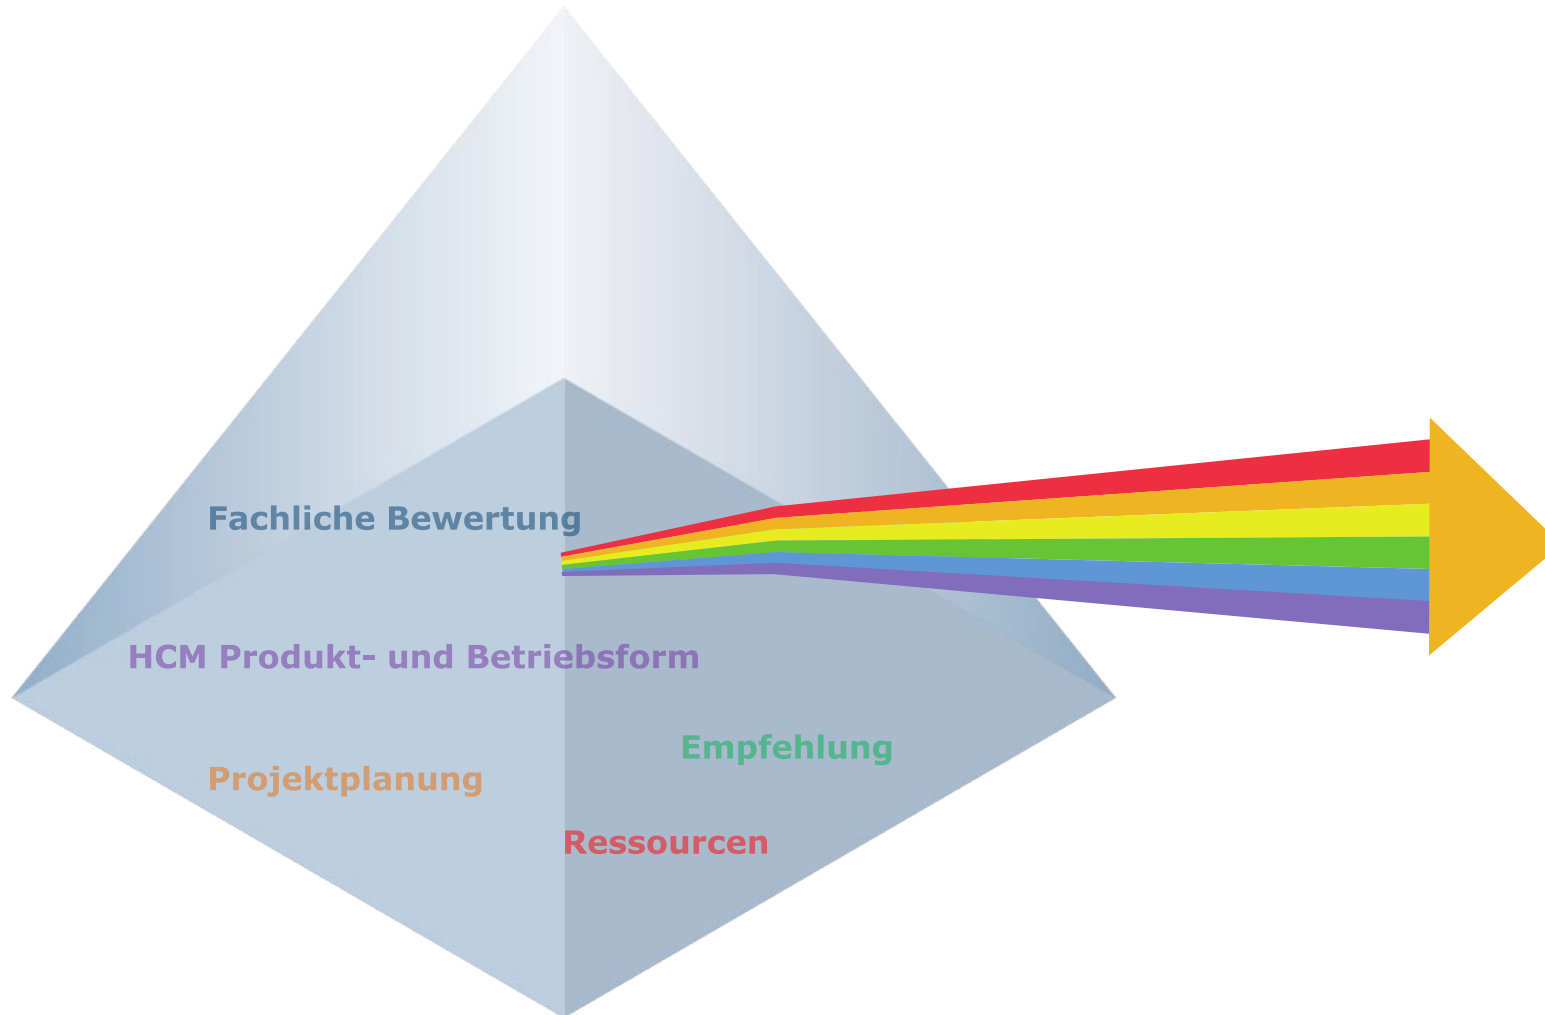 Fachliche Bewertung
HCM Produkt- und Betriebsform
Empfehlung
Projektplanung
Ressourcen